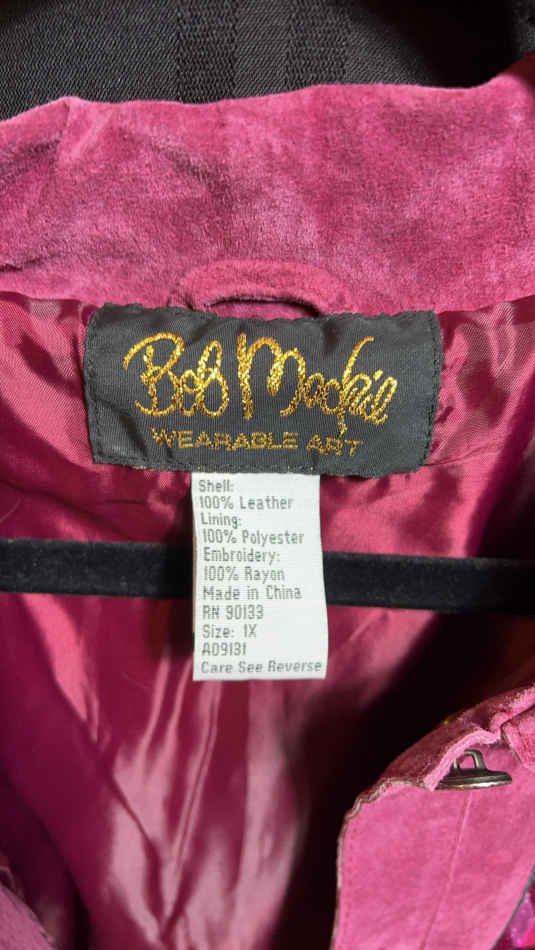 Bob Mackie
WEARABLE ART
Shell:
100% Leather
Lining:
100% Polyester
Embroidery:
100% Rayon
Made in China
RN 90133
Size: 1X
A09131
Care See Reverse